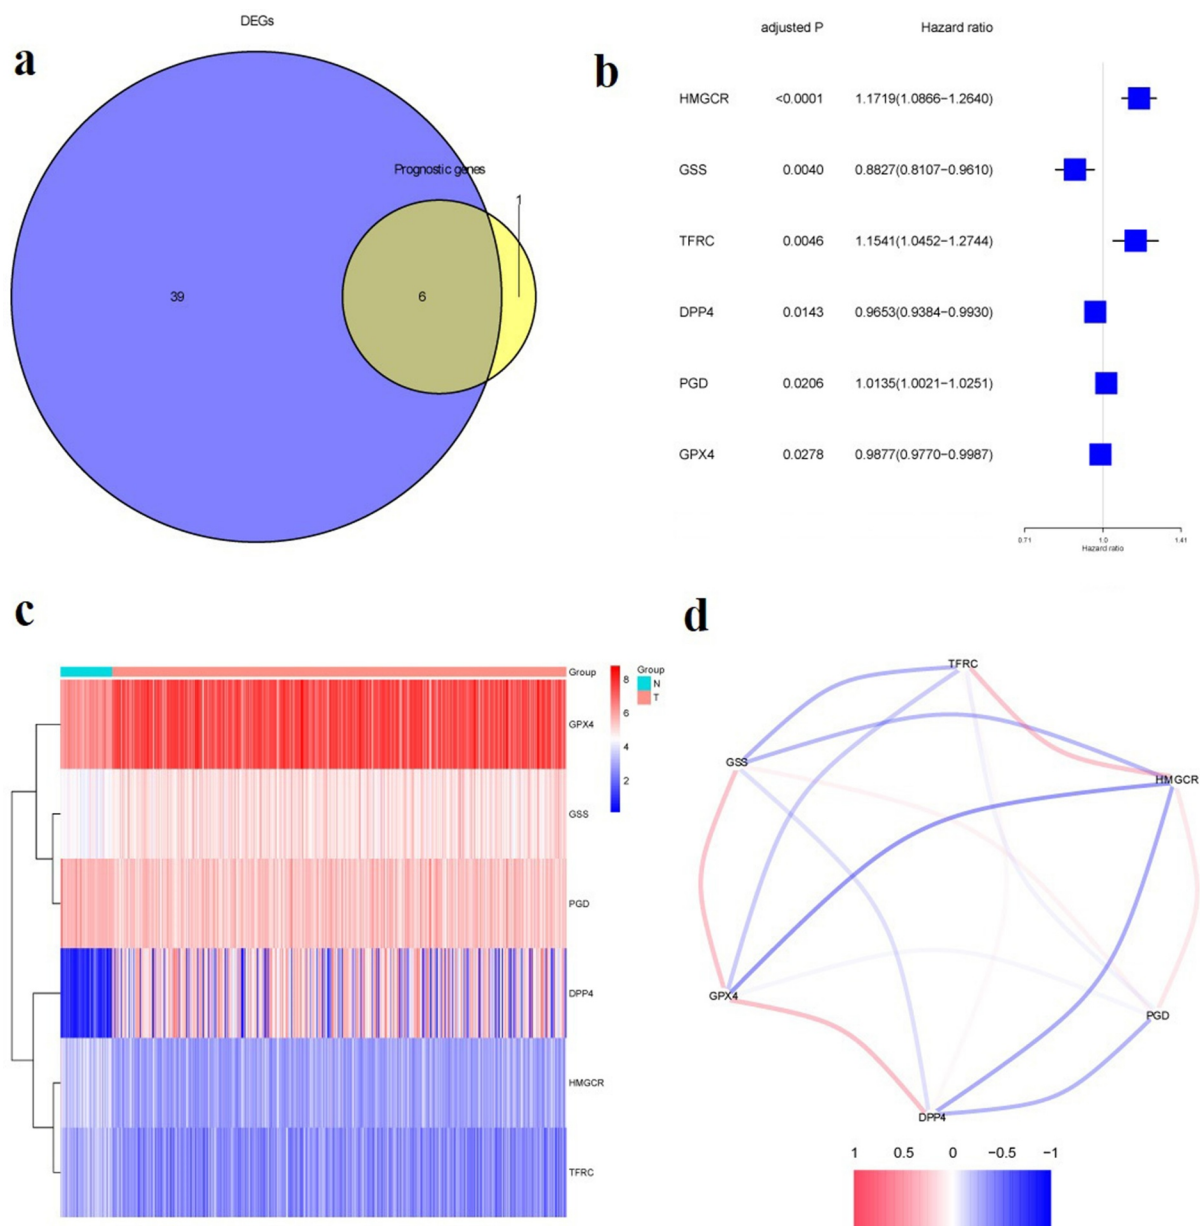 a
DEGs
Prognostic genes
1
39
6
b
adjusted P Hazard ratio
HMGCR <0.0001 1.1719(1.0866−1.2640)
GSS 0.0040 0.8827(0.8107−0.9610)
TFRC 0.0046 1.1541(1.0452−1.2744)
DPP4 0.0143 0.9653(0.9384−0.9930)
PGD 0.0206 1.0135(1.0021−1.0251)
GPX4 0.0278 0.9877(0.9770−0.9987)
0.71 1.0 1.41
Hazard ratio
c
Group
GPX4
GSS
PGD
DPP4
HMGCR
TFRC
8
6
4
2
Group
N
T
d
TFRC
GSS
HMGCR
GPX4
PGD
DPP4
1 0.5 0 −0.5 −1